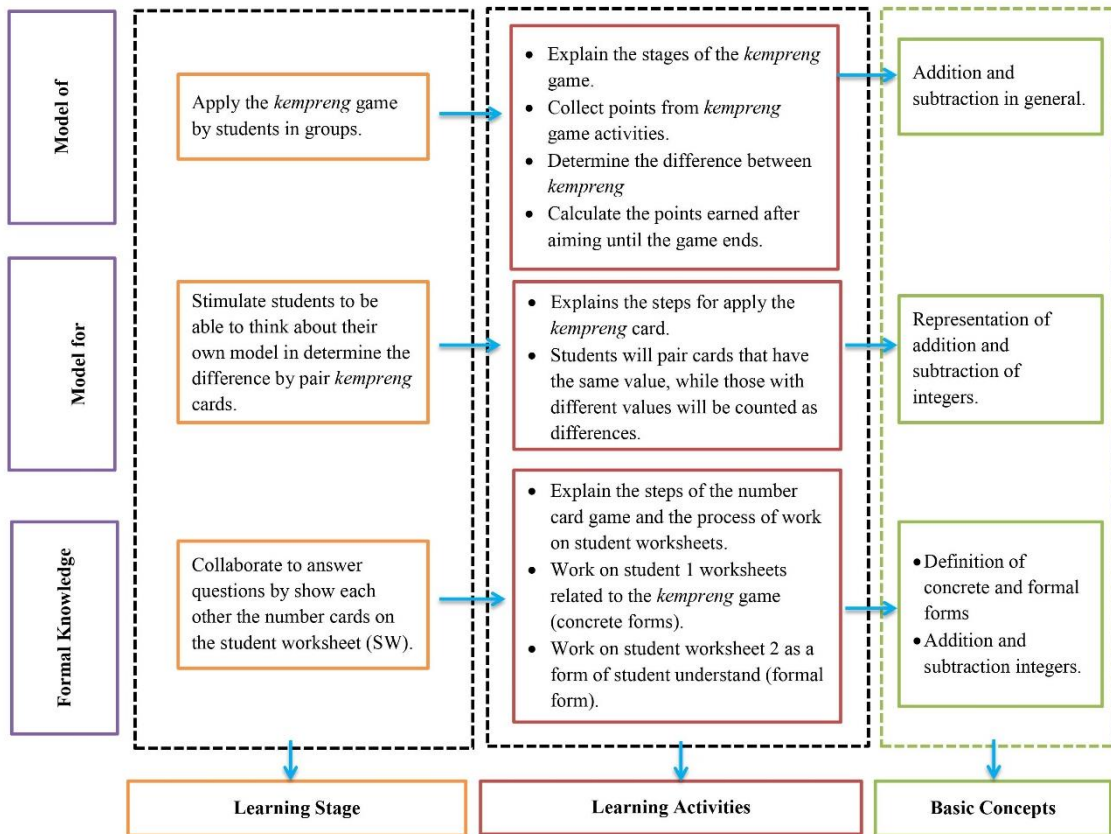 Model of
Apply the kempreng game
by students in groups.
• Explain the stages of the kempreng
game.
• Collect points from kempreng
game activities.
• Determine the difference between
kempreng
• Calculate the points earned after
aiming until the game ends.
Addition and
subtraction in general.
Model for
Stimulate students to be
able to think about their
own model in determine the
difference by pair kempreng
cards.
• Explains the steps for apply the
kempreng card.
• Students will pair cards that have
the same value, while those with
different values will be counted as
differences.
Representation of
addition and
subtraction of
integers.
Formal Knowledge
Collaborate to answer
questions by show each
other the number cards on
the student worksheet (SW).
• Explain the steps of the number
card game and the process of work
on student worksheets.
• Work on student 1 worksheets
related to the kempreng game
(concrete forms).
• Work on student worksheet 2 as a
form of student understand (formal
form).
• Definition of
concrete and formal
forms
• Addition and
subtraction integers.
Learning Stage
Learning Activities
Basic Concepts